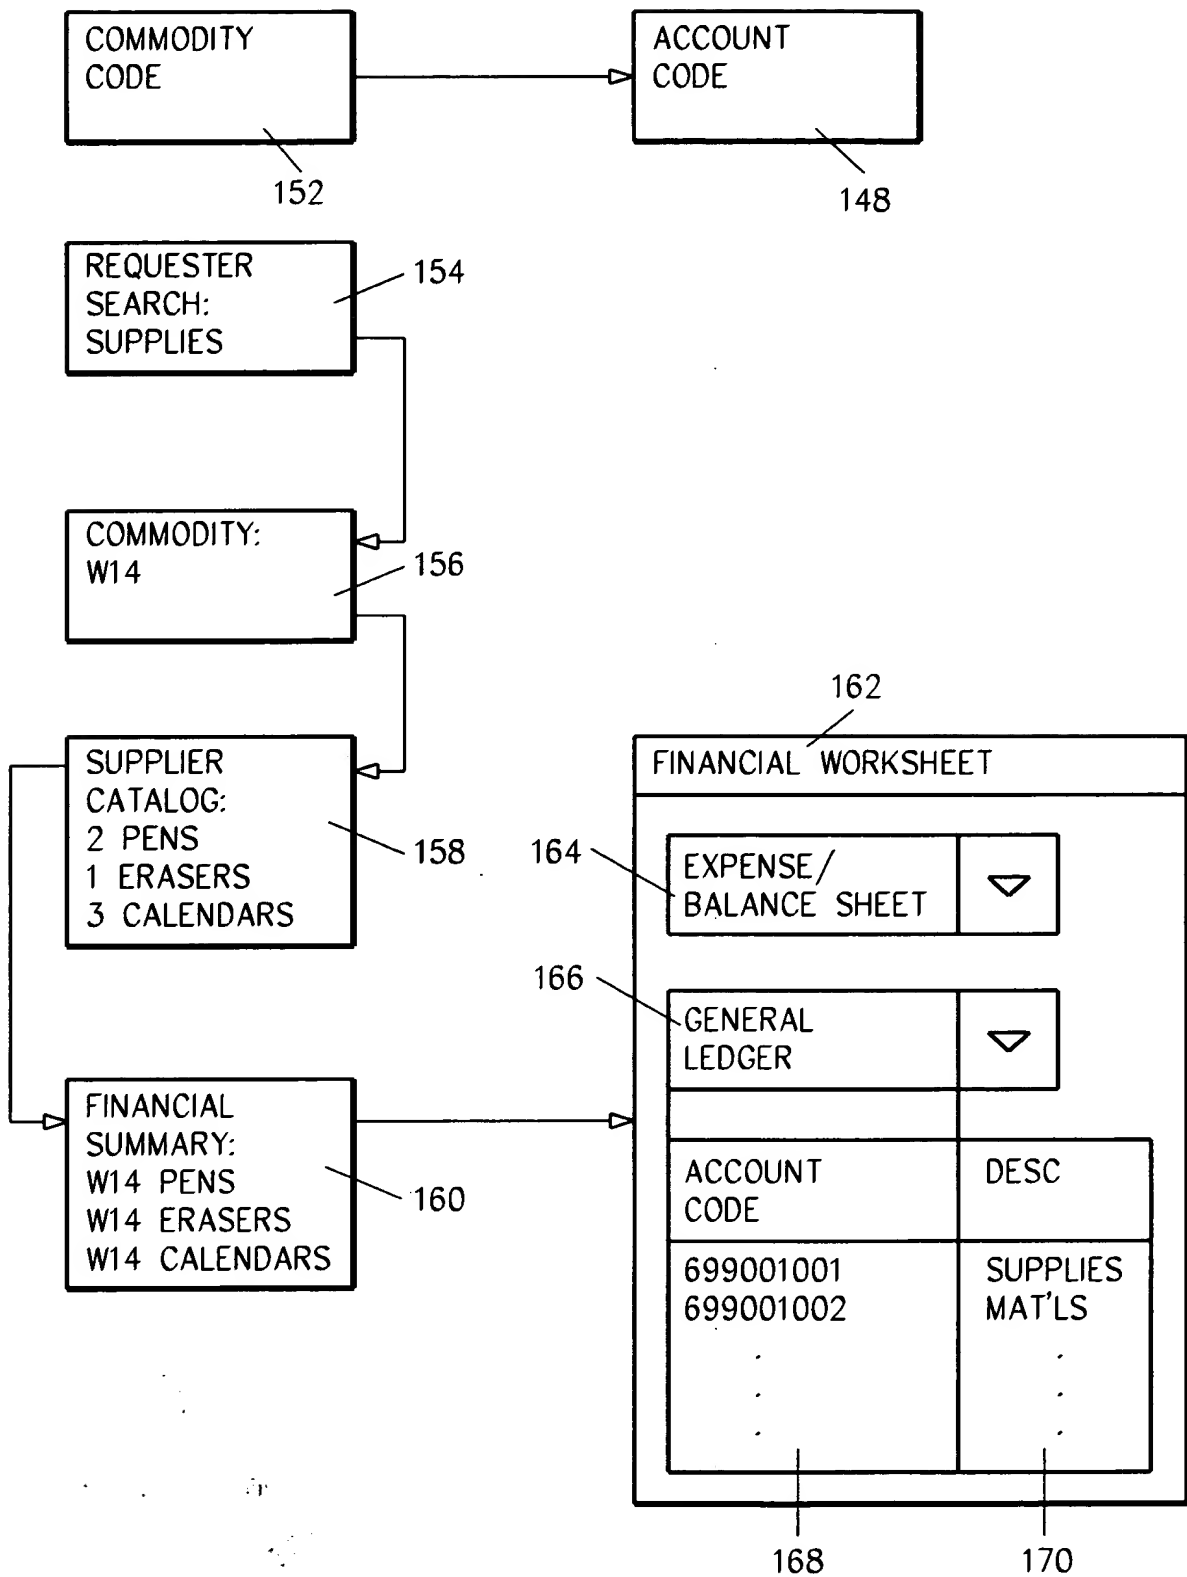 COMMODITY
CODE
152
ACCOUNT
CODE
148
REQUESTER
SEARCH:
SUPPLIES
154
COMMODITY:
W14
156
SUPPLIER
CATALOG:
2 PENS
1 ERASERS
3 CALENDARS
158
FINANCIAL
SUMMARY:
W14 PENS
W14 ERASERS
W14 CALENDARS
160
162
FINANCIAL WORKSHEET
164
EXPENSE/
BALANCE SHEET
166
GENERAL
LEDGER
ACCOUNT
CODE
DESC
699001001 SUPPLIES
699001002 MAT'LS
168
170